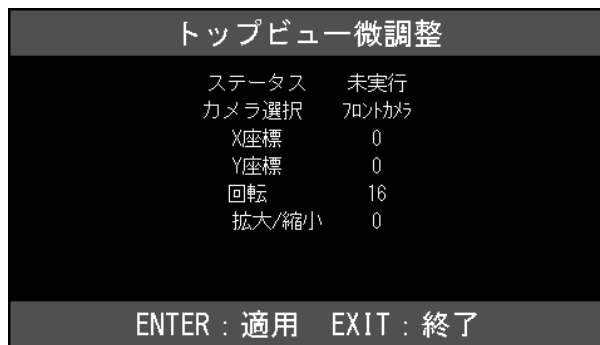 トップビュー微調整
ステータス 未実行
カメラ選択 フロントカメラ
X座標 0
Y座標 0
回転 16
拡大/縮小 0
ENTER：適用 EXIT：終了